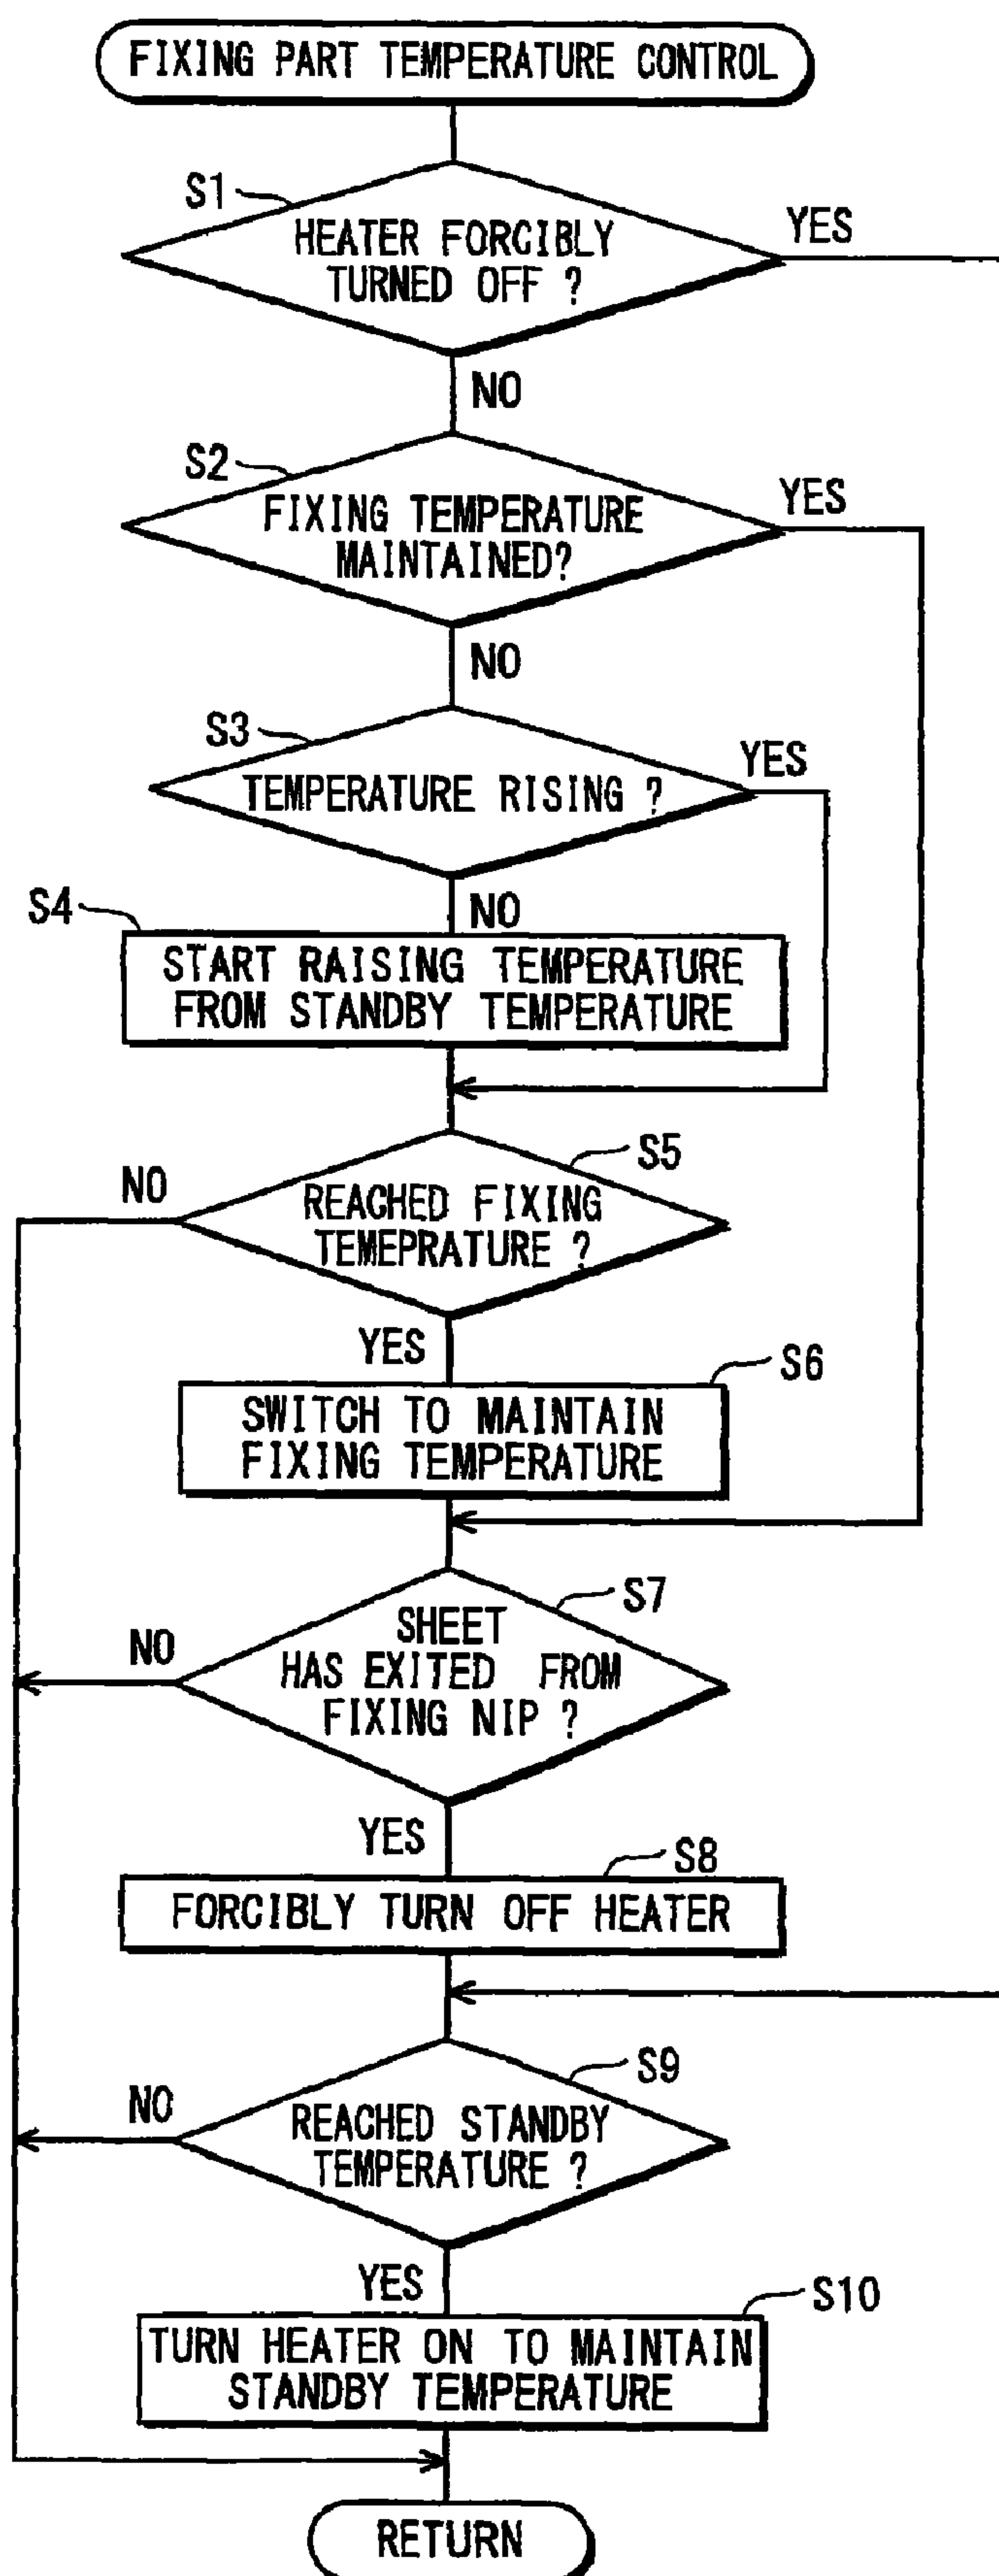 FIXING PART TEMPERATURE CONTROL
S1
HEATER FORCIBLY
TURNED OFF ?
YES
NO
S2
FIXING TEMPERATURE
MAINTAINED?
YES
NO
S3
TEMPERATURE RISING ?
YES
NO
S4
START RAISING TEMPERATURE
FROM STANDBY TEMPERATURE
S5
NO
REACHED FIXING
TEMEPRATURE ?
YES
S6
SWITCH TO MAINTAIN
FIXING TEMPERATURE
S7
NO
SHEET
HAS EXITED FROM
FIXING NIP ?
YES
S8
FORCIBLY TURN OFF HEATER
S9
NO
REACHED STANDBY
TEMPERATURE ?
YES
S10
TURN HEATER ON TO MAINTAIN
STANDBY TEMPERATURE
RETURN